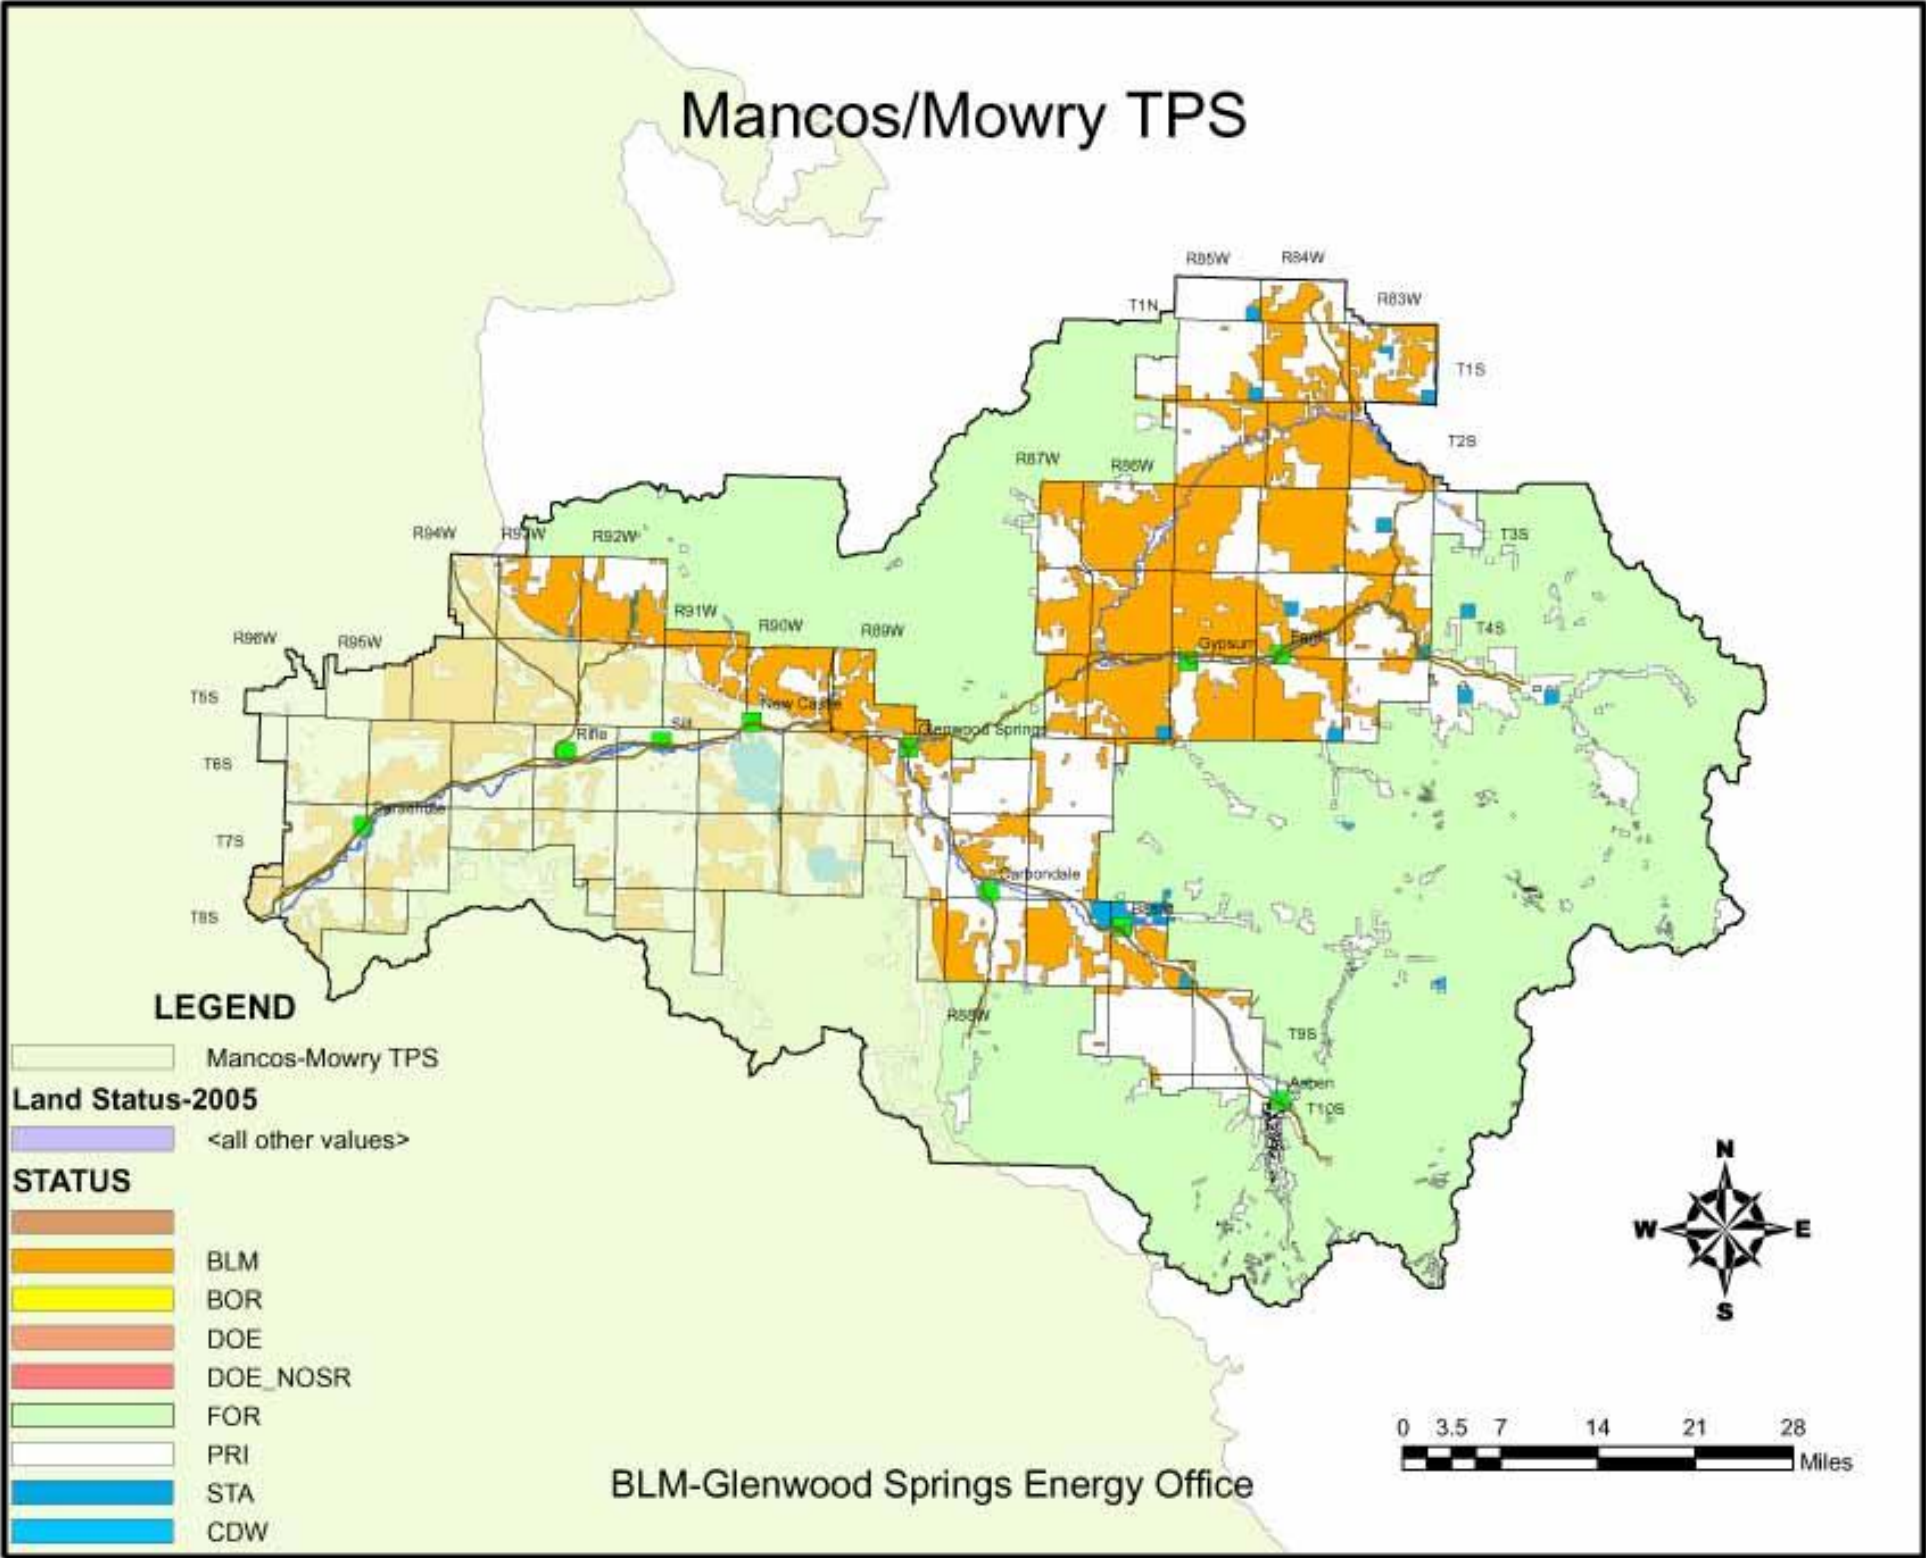 Mancos/Mowry TPS
R85W R84W
T1N R83W
T1S
T2S
R87W R86W
T3S
R94W R93W R92W
R91W R90W R89W
R96W R95W
T4S
Gypsum Eagle
T5S
New Castle
Rifle Silt Glenwood Springs
T6S
Parachute
T7S
Carbondale
T8S
Basalt
R88W
T9S
Aspen
T10S
LEGEND
Mancos-Mowry TPS
Land Status-2005
<all other values>
STATUS
BLM
BOR
DOE
DOE_NOSR
FOR
PRI
STA
CDW
N
W E
S
0 3.5 7 14 21 28
Miles
BLM-Glenwood Springs Energy Office